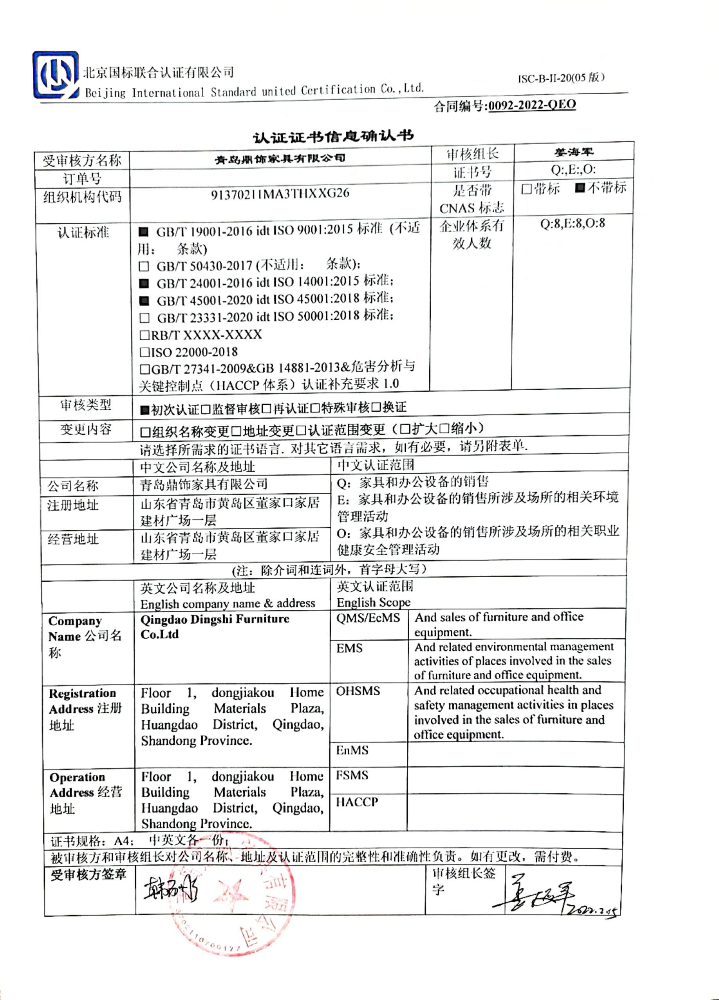 北京国标联合认证有限公司
ISC-B-II-20(05 版)
Beijing International Standard united Certification Co.,Ltd.
合同编号:0092-2022-QEO
认证证书信息确认书
受审核方名称 青岛鼎饰家具有限公司 审核组长 姜海军
订单号 证书号 Q:,E:,O:
组织机构代码 91370211MA3THXXG26 是否带 □带标 ■不带标
CNAS 标志
认证标准 ■ GB/T 19001-2016 idt ISO 9001:2015 标准 (不适 企业体系有 Q:8,E:8,O:8
用: 条款) 效人数
□ GB/T 50430-2017 (不适用: 条款);
■ GB/T 24001-2016 idt ISO 14001:2015 标准;
■ GB/T 45001-2020 idt ISO 45001:2018 标准;
□ GB/T 23331-2020 idt ISO 50001:2018 标准;
□RB/T XXXX-XXXX
□ISO 22000-2018
□GB/T 27341-2009&GB 14881-2013&危害分析与
关键控制点（HACCP 体系）认证补充要求 1.0
审核类型 ■初次认证□监督审核□再认证□特殊审核□换证
变更内容 □组织名称变更□地址变更□认证范围变更（□扩大□缩小）
请选择所需求的证书语言. 对其它语言需求，如有必要，请另附表单.
中文公司名称及地址 中文认证范围
公司名称 青岛鼎饰家具有限公司 Q: 家具和办公设备的销售
注册地址 山东省青岛市黄岛区董家口家居 E: 家具和办公设备的销售所涉及场所的相关环境
建材广场一层 管理活动
经营地址 山东省青岛市黄岛区董家口家居 O: 家具和办公设备的销售所涉及场所的相关职业
建材广场一层 健康安全管理活动
(注: 除介词和连词外，首字母大写)
英文公司名称及地址 英文认证范围
English company name & address English Scope
Company Qingdao Dingshi Furniture QMS/EcMS And sales of furniture and office
Name 公司名 Co.Ltd equipment.
称
EMS And related environmental management
activities of places involved in the sales
of furniture and office equipment.
Registration Floor 1, dongjiakou Home OHSMS And related occupational health and
Address 注册 Building Materials Plaza, safety management activities in places
地址 Huangdao District, Qingdao, involved in the sales of furniture and
Shandong Province. office equipment.
EnMS
Operation Floor 1, dongjiakou Home FSMS
Address 经营 Building Materials Plaza,
地址 Huangdao District, Qingdao, HACCP
Shandong Province.
证书规格: A4; 中英文各一份;
被审核方和审核组长对公司名称、地址及认证范围的完整性和准确性负责。如有更改，需付费。
受审核方签章 审核组长签
字
姜海军
2022.2.15
有限公司
3702110700127